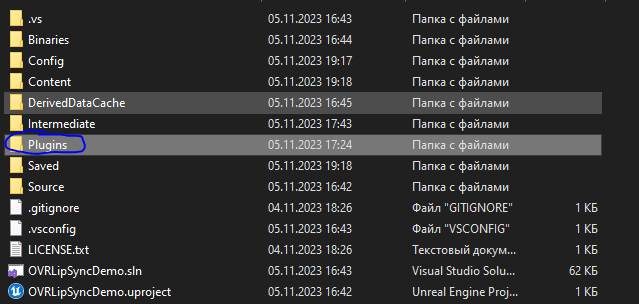 .vs 05.11.2023 16:43 Папка с файлами
Binaries 05.11.2023 16:44 Папка с файлами
Config 05.11.2023 19:17 Папка с файлами
Content 05.11.2023 19:18 Папка с файлами
DerivedDataCache 05.11.2023 16:45 Папка с файлами
Intermediate 05.11.2023 17:43 Папка с файлами
Plugins 05.11.2023 17:24 Папка с файлами
Saved 05.11.2023 19:18 Папка с файлами
Source 05.11.2023 16:42 Папка с файлами
.gitignore 04.11.2023 18:26 Файл "GITIGNORE" 1 КБ
.vsconfig 05.11.2023 16:43 Файл "VSCONFIG" 1 КБ
LICENSE.txt 04.11.2023 18:26 Текстовый докум... 1 КБ
OVRLipSyncDemo.sln 05.11.2023 16:43 Visual Studio Solu... 62 КБ
OVRLipSyncDemo.uproject 05.11.2023 16:42 Unreal Engine Proj... 1 КБ